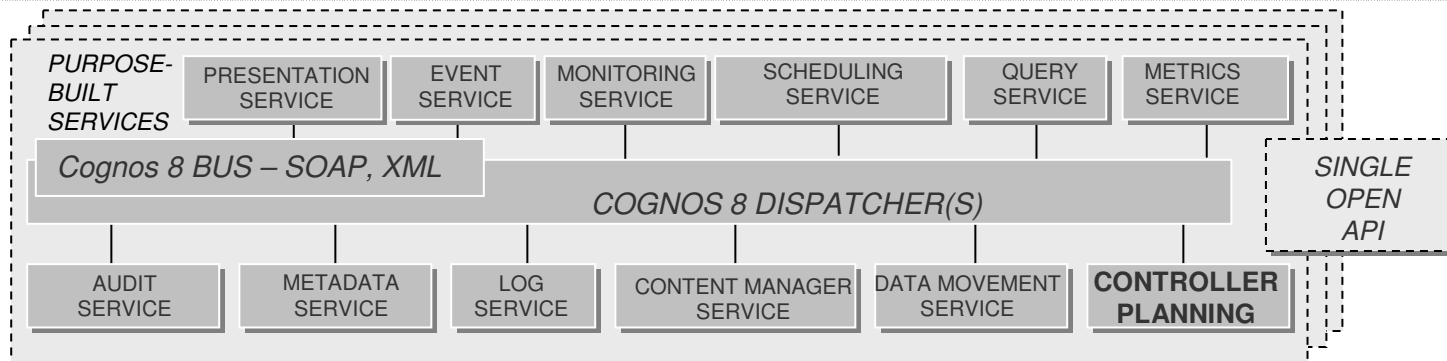 PURPOSE-
BUILT
SERVICES
PRESENTATION
SERVICE
EVENT
SERVICE
MONITORING
SERVICE
SCHEDULING
SERVICE
QUERY
SERVICE
METRICS
SERVICE
Cognos 8 BUS – SOAP, XML
COGNOS 8 DISPATCHER(S)
SINGLE
OPEN
API
AUDIT
SERVICE
METADATA
SERVICE
LOG
SERVICE
CONTENT MANAGER
SERVICE
DATA MOVEMENT
SERVICE
CONTROLLER
PLANNING